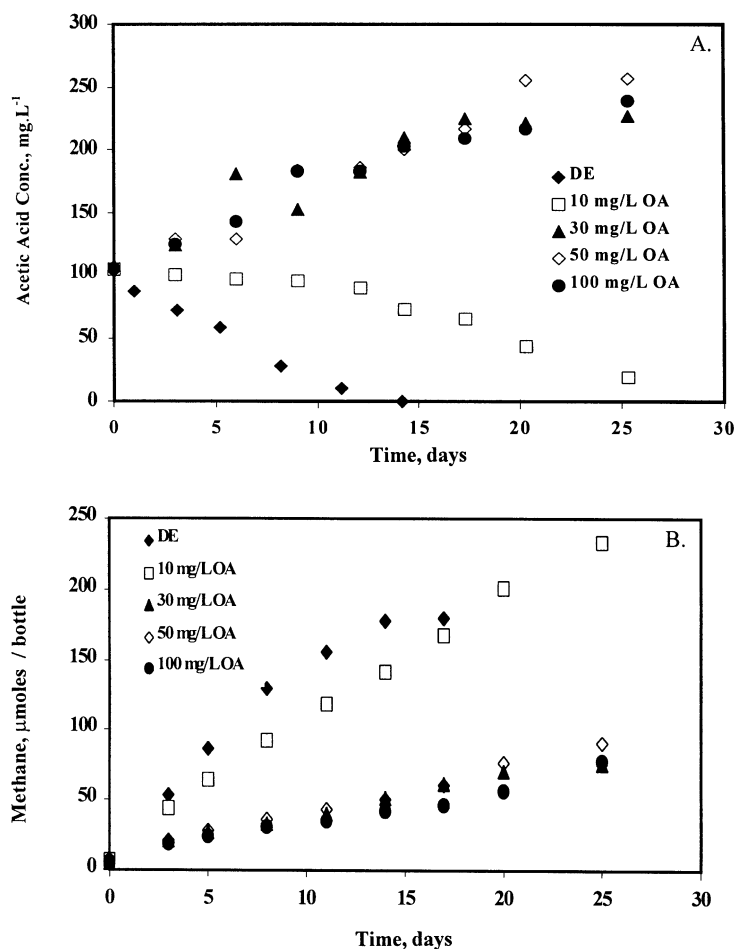 A.
300
250
200
150
100
50
0
Acetic Acid Conc., mg.L-1
DE
10 mg/L OA
30 mg/L OA
50 mg/L OA
100 mg/L OA
0 5 10 15 20 25 30
Time, days
B.
250
200
150
100
50
0
Methane, μmoles / bottle
DE
10 mg/LOA
30 mg/LOA
50 mg/LOA
100 mg/LOA
0 5 10 15 20 25 30
Time, days